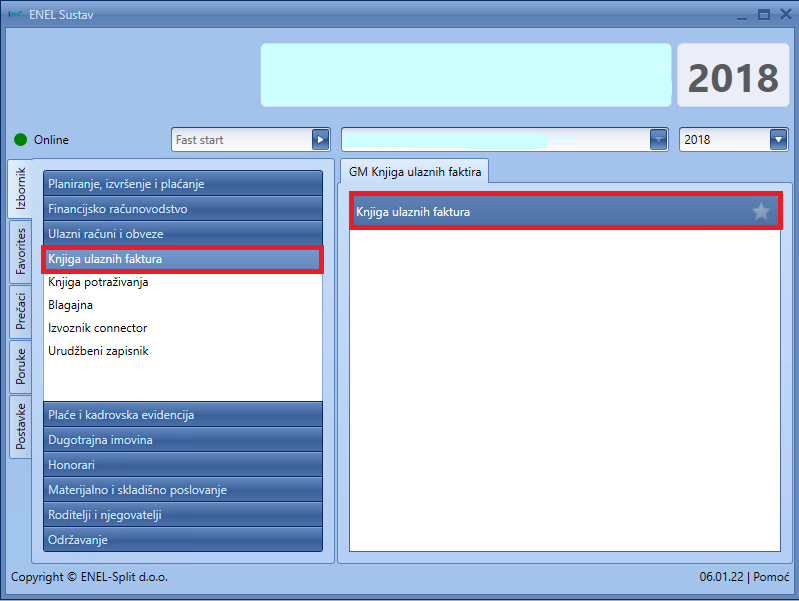 ENEL Sustav
2018
Online
Fast start
2018
Izbornik
Favorites
Prečaci
Poruke
Postavke
Planiranje, izvršenje i plaćanje
Financijsko računovodstvo
Ulazni računi i obveze
Knjiga ulaznih faktura
Knjiga potraživanja
Blagajna
Izvoznik connector
Urudžbeni zapisnik
Plaće i kadrovska evidencija
Dugotrajna imovina
Honorari
Materijalno i skladišno poslovanje
Roditelji i njegovatelji
Održavanje
GM Knjiga ulaznih faktira
Knjiga ulaznih faktura
Copyright © ENEL-Split d.o.o.
06.01.22 | Pomoć